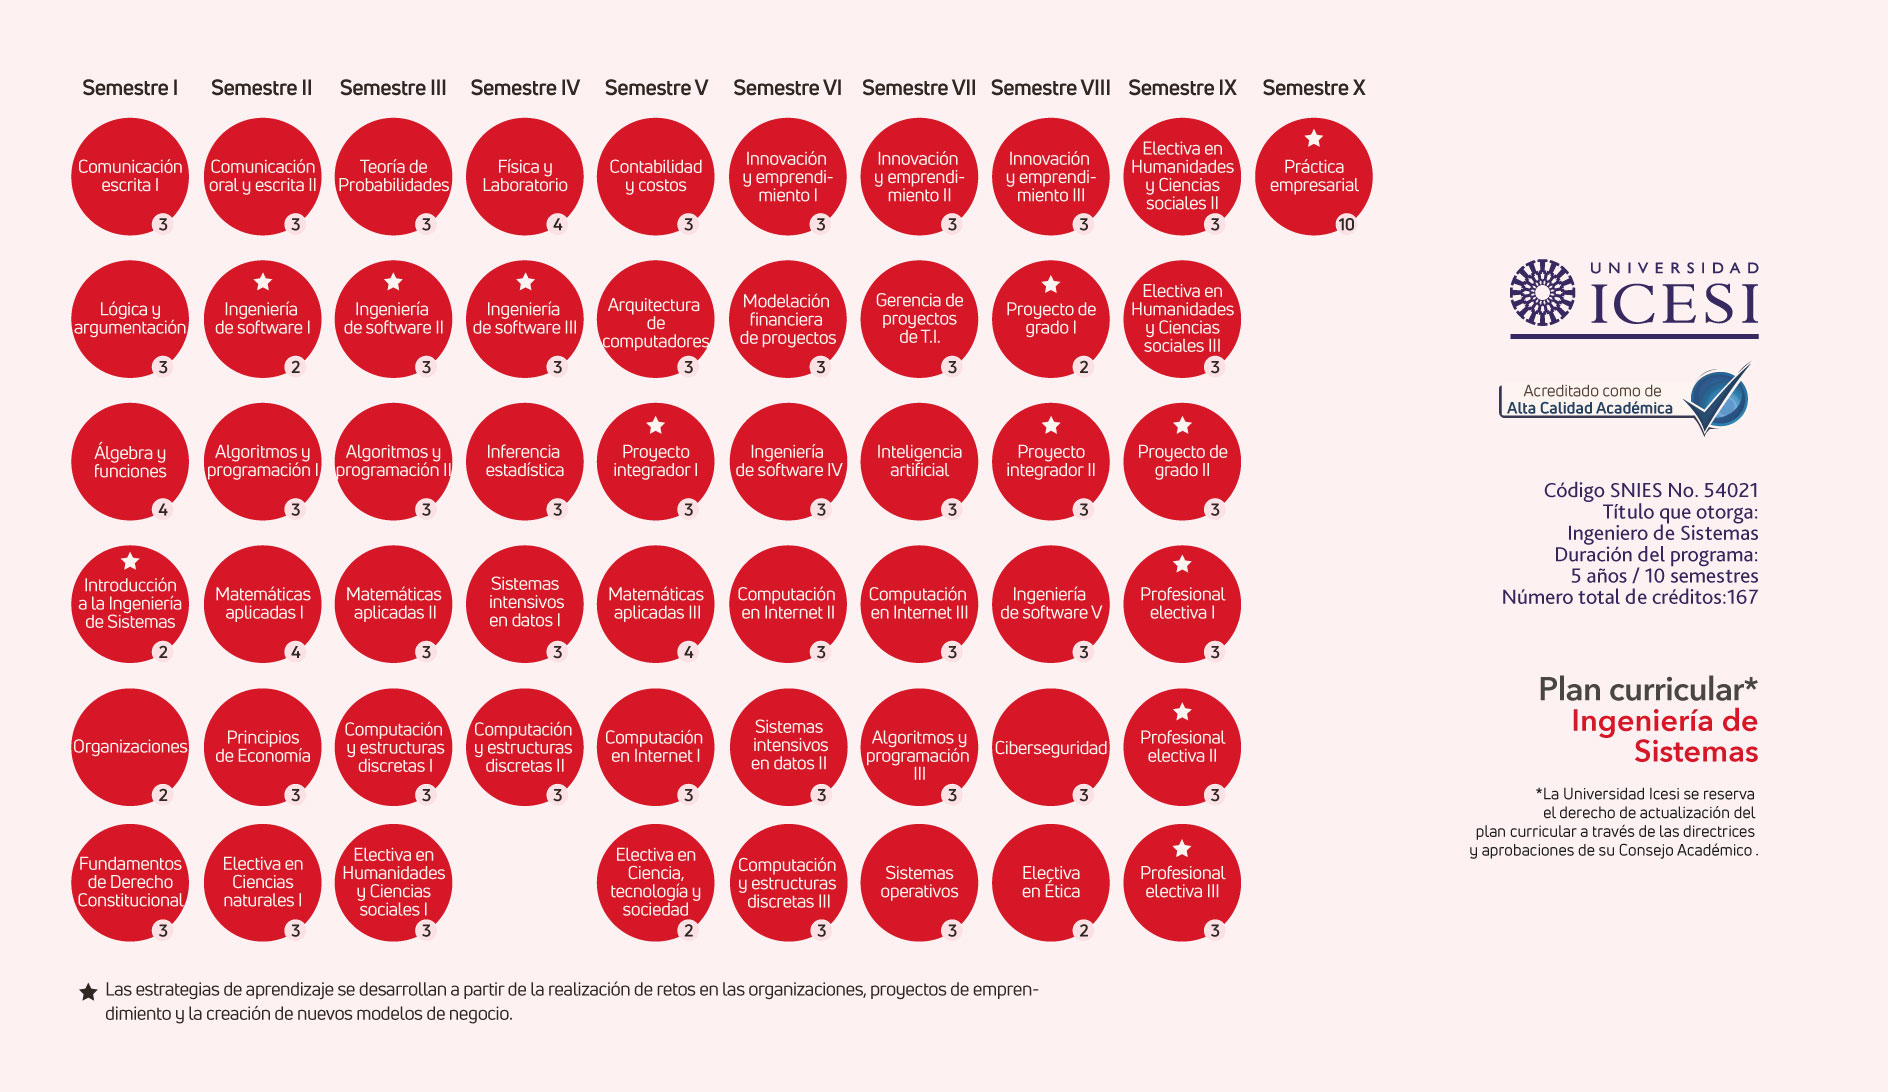 Semestre I
Semestre II
Semestre III
Semestre IV
Semestre V
Semestre VI
Semestre VII
Semestre VIII
Semestre IX
Semestre X
Comunicación
escrita I
3
Comunicación
oral y escrita II
3
Teoría de
Probabilidades
3
Física y
Laboratorio
4
Contabilidad
y costos
3
Innovación
y emprendi-
miento I
3
Innovación
y emprendi-
miento II
3
Innovación
y emprendi-
miento III
3
Electiva en
Humanidades
y Ciencias
sociales II
3
Práctica
empresarial
10
Lógica y
argumentación
3
Ingeniería
de software I
2
Ingeniería
de software II
3
Ingeniería
de software III
3
Arquitectura
de
computadores
3
Modelación
financiera
de proyectos
3
Gerencia de
proyectos
de T.I.
3
Proyecto de
grado I
2
Electiva en
Humanidades
y Ciencias
sociales III
3
Álgebra y
funciones
4
Algoritmos y
programación I
3
Algoritmos y
programación II
3
Inferencia
estadística
3
Proyecto
integrador I
3
Ingeniería
de software IV
3
Inteligencia
artificial
3
Proyecto
integrador II
3
Proyecto de
grado II
3
Introducción
a la Ingeniería
de Sistemas
2
Matemáticas
aplicadas I
4
Matemáticas
aplicadas II
3
Sistemas
intensivos
en datos I
3
Matemáticas
aplicadas III
4
Computación
en Internet II
3
Computación
en Internet III
3
Ingeniería
de software V
3
Profesional
electiva I
3
Organizaciones
2
Principios
de Economía
3
Computación
y estructuras
discretas I
3
Computación
y estructuras
discretas II
3
Computación
en Internet I
3
Sistemas
intensivos
en datos II
3
Algoritmos y
programación
III
3
Ciberseguridad
3
Profesional
electiva II
3
Fundamentos
de Derecho
Constitucional
3
Electiva en
Ciencias
naturales I
3
Electiva en
Humanidades
y Ciencias
sociales I
3
Electiva en
Ciencia,
tecnología y
sociedad
2
Computación
y estructuras
discretas III
3
Sistemas
operativos
3
Electiva
en Ética
2
Profesional
electiva III
3
★ Las estrategias de aprendizaje se desarrollan a partir de la realización de retos en las organizaciones, proyectos de empren-
dimiento y la creación de nuevos modelos de negocio.
UNIVERSIDAD
ICESI
Acreditado como de
Alta Calidad Académica
Código SNIES No. 54021
Título que otorga:
Ingeniero de Sistemas
Duración del programa:
5 años / 10 semestres
Número total de créditos:167
Plan curricular*
Ingeniería de
Sistemas
*La Universidad Icesi se reserva
el derecho de actualización del
plan curricular a través de las directrices
y aprobaciones de su Consejo Académico .